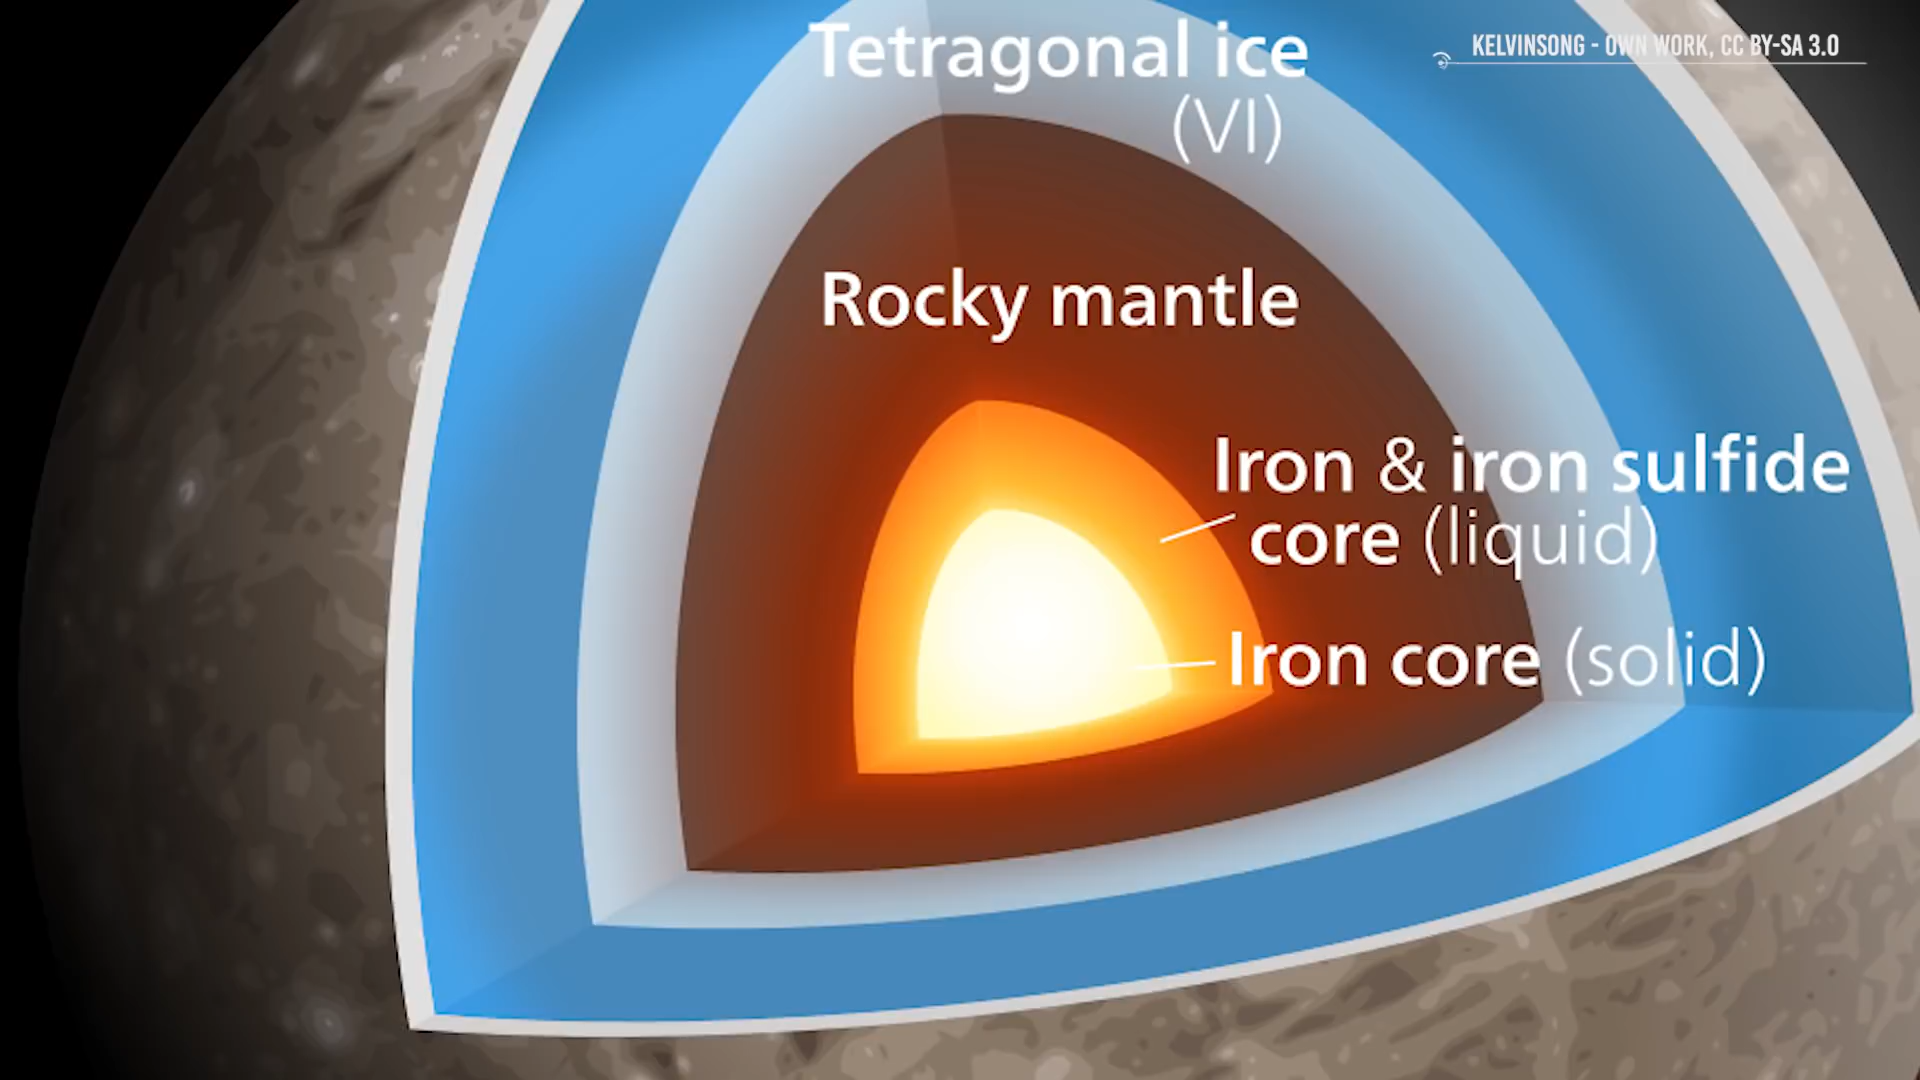 KELVINSONG - OWN WORK, CC BY-SA 3.0
Tetragonal ice
(VI)
Rocky mantle
Iron & iron sulfide
core (liquid)
Iron core (solid)